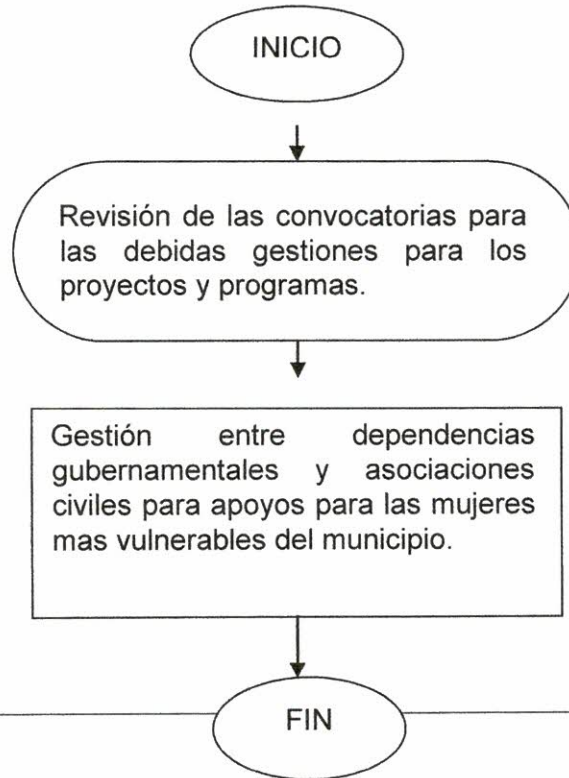 INICIO
Revisión de las convocatorias para
las debidas gestiones para los
proyectos y programas.
Gestión entre dependencias
gubernamentales y asociaciones
civiles para apoyos para las mujeres
mas vulnerables del municipio.
FIN